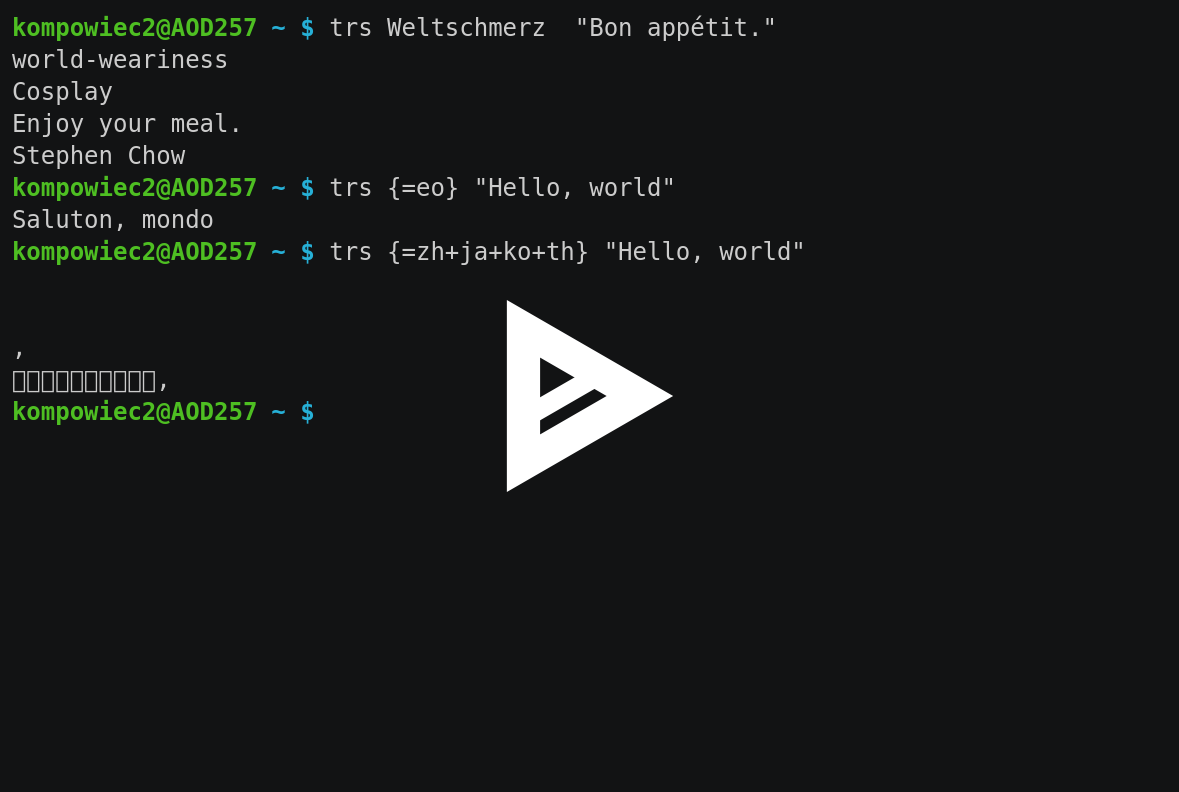 kompowiec2@AOD257 ~ $ trs Weltschmerz  "Bon appétit."
world-weariness
Cosplay
Enjoy your meal.
Stephen Chow
kompowiec2@AOD257 ~ $ trs {=eo} "Hello, world"
Saluton, mondo
kompowiec2@AOD257 ~ $ trs {=zh+ja+ko+th} "Hello, world"
,
,
kompowiec2@AOD257 ~ $